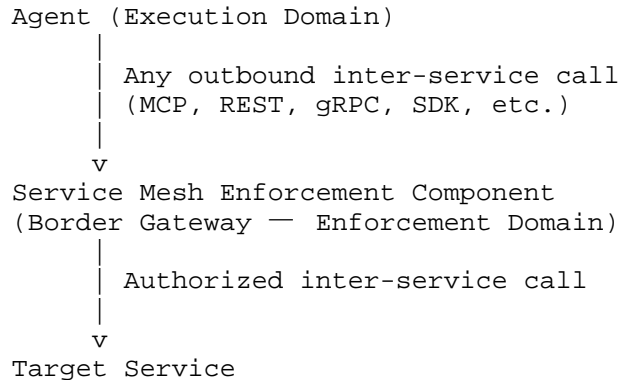 Agent (Execution Domain)
Any outbound inter-service call
(MCP, REST, gRPC, SDK, etc.)
v
Service Mesh Enforcement Component
(Border Gateway — Enforcement Domain)
Authorized inter-service call
v
Target Service